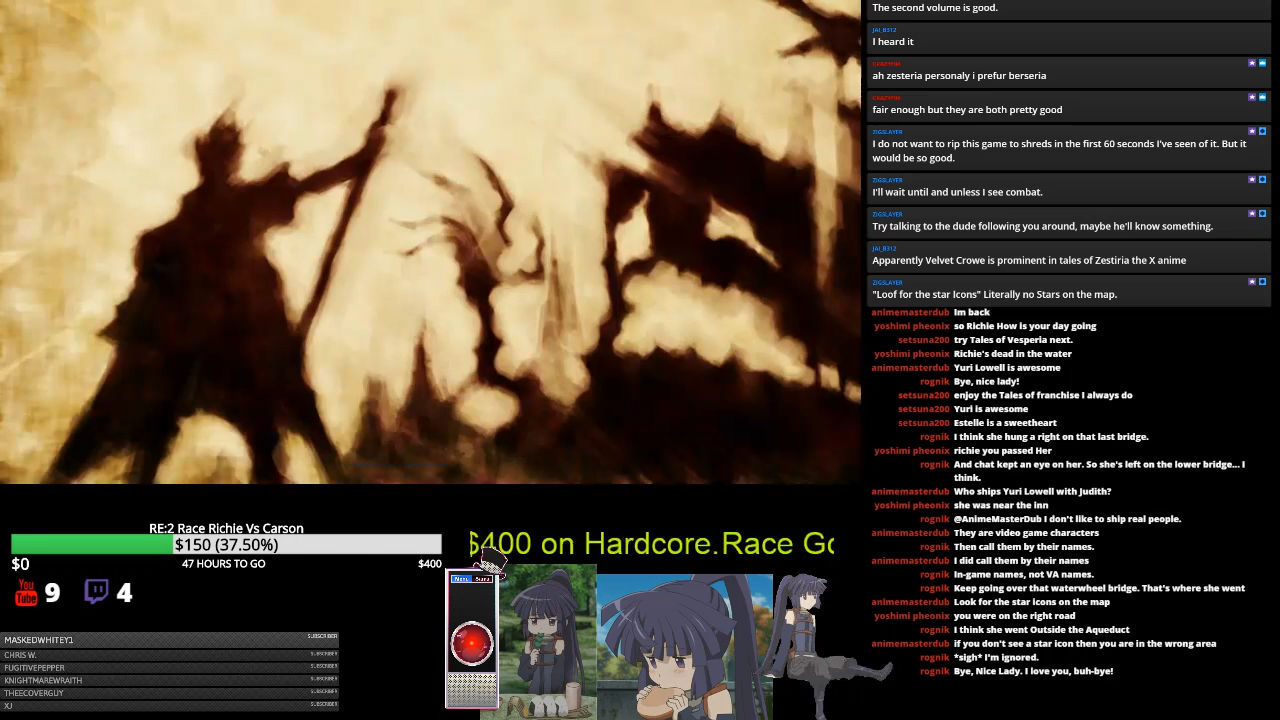 The second volume is good.
JAI_B312
I heard it
ah zesteria personaly i prefur berseria
fair enough but they are both pretty good
ZIGSLAYER
I do not want to rip this game to shreds in the first 60 seconds I've seen of it. But it
would be so good.
ZIGSLAYER
I'll wait until and unless I see combat.
ZIGSLAYER
Try talking to the dude following you around, maybe he'll know something.
JAI_B312
Apparently Velvet Crowe is prominent in tales of Zestiria the X anime
ZIGSLAYER
"Loof for the star Icons" Literally no Stars on the map.
animemasterdub Im back
yoshimi pheonix so Richie How is your day going
setsuna200 try Tales of Vesperia next.
yoshimi pheonix Richie's dead in the water
animemasterdub Yuri Lowell is awesome
rognik Bye, nice lady!
setsuna200 enjoy the Tales of franchise I always do
setsuna200 Yuri is awesome
setsuna200 Estelle is a sweetheart
rognik I think she hung a right on that last bridge.
yoshimi pheonix richie you passed Her
rognik And chat kept an eye on her. So she's left on the lower bridge... I
think.
animemasterdub Who ships Yuri Lowell with Judith?
yoshimi pheonix she was near the inn
rognik @AnimeMasterDub I don't like to ship real people.
animemasterdub They are video game characters
rognik Then call them by their names.
animemasterdub I did call them by their names
rognik In-game names, not VA names.
rognik Keep going over that waterwheel bridge. That's where she went
animemasterdub Look for the star icons on the map
yoshimi pheonix you were on the right road
rognik I think she went Outside the Aqueduct
animemasterdub if you don't see a star icon then you are in the wrong area
rognik *sigh* I'm ignored.
rognik Bye, Nice Lady. I love you, buh-bye!
RE:2 Race Richie Vs Carson
$150 (37.50%)
$0 47 HOURS TO GO $400
$400 on Hardcore.Race Go
You Tube 9 4
MASKEDWHITEY1 SUBSCRIBER
CHRIS W. SUBSCRIBER
FUGITIVEPEPPER SUBSCRIBER
KNIGHTMAREWRAITH SUBSCRIBER
THEECOVERGUY SUBSCRIBER
XJ SUBSCRIBER